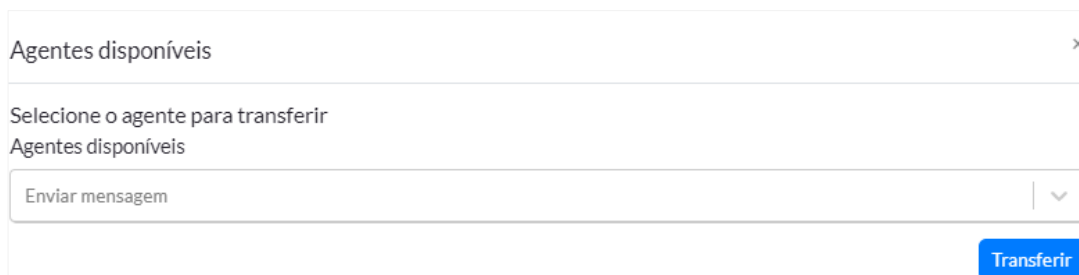 Agentes disponíveis
Selecione o agente para transferir
Agentes disponíveis
Enviar mensagem
Transferir